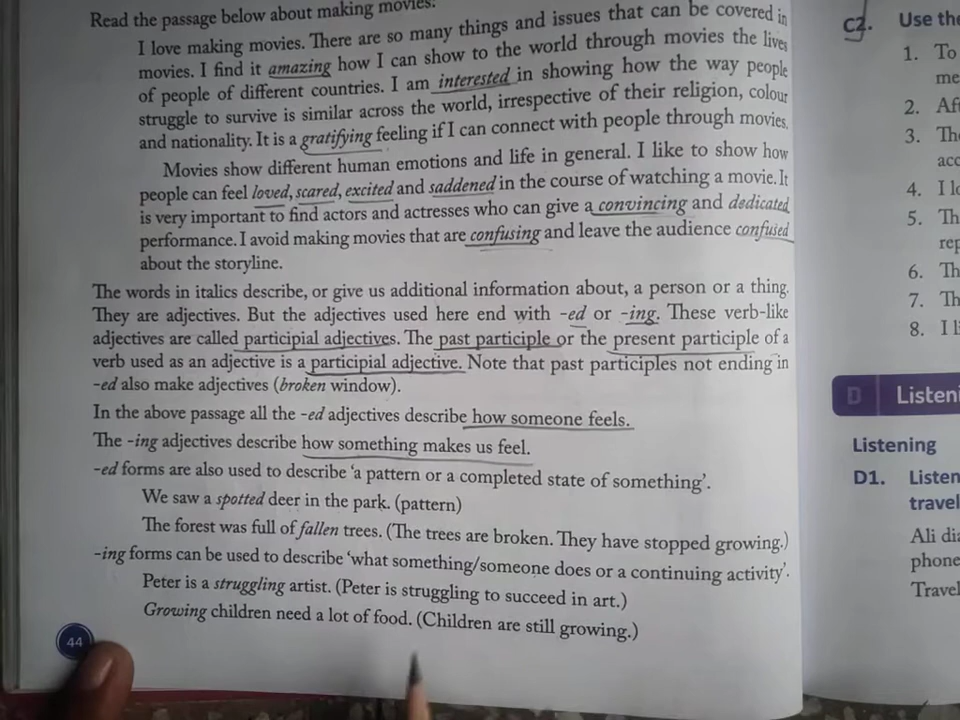 Read the passage below about making movies.
I love making movies. There are so many things and issues that can be covered in
movies. I find it amazing how I can show to the world through movies the lives
of people of different countries. I am interested in showing how the way people
struggle to survive is similar across the world, irrespective of their religion, colour
and nationality. It is a gratifying feeling if I can connect with people through movies.
Movies show different human emotions and life in general. I like to show how
people can feel loved, scared, excited and saddened in the course of watching a movie. It
is very important to find actors and actresses who can give a convincing and dedicated
performance. I avoid making movies that are confusing and leave the audience confused
about the storyline.
The words in italics describe, or give us additional information about, a person or a thing.
They are adjectives. But the adjectives used here end with -ed or -ing. These verb-like
adjectives are called participial adjectives. The past participle or the present participle of a
verb used as an adjective is a participial adjective. Note that past participles not ending in
-ed also make adjectives (broken window).
In the above passage all the -ed adjectives describe how someone feels.
The -ing adjectives describe how something makes us feel.
-ed forms are also used to describe 'a pattern or a completed state of something'.
We saw a spotted deer in the park. (pattern)
The forest was full of fallen trees. (The trees are broken. They have stopped growing.)
-ing forms can be used to describe 'what something/someone does or a continuing activity'.
Peter is a struggling artist. (Peter is struggling to succeed in art.)
Growing children need a lot of food. (Children are still growing.)
44
C2. Use the
1. To
me
2. Aft
3. The
acc
4. I lo
5. Th
rep
6. Th
7. Th
8. I li
D Listeni
Listening
D1. Listen
travel
Ali dia
phone
Travel